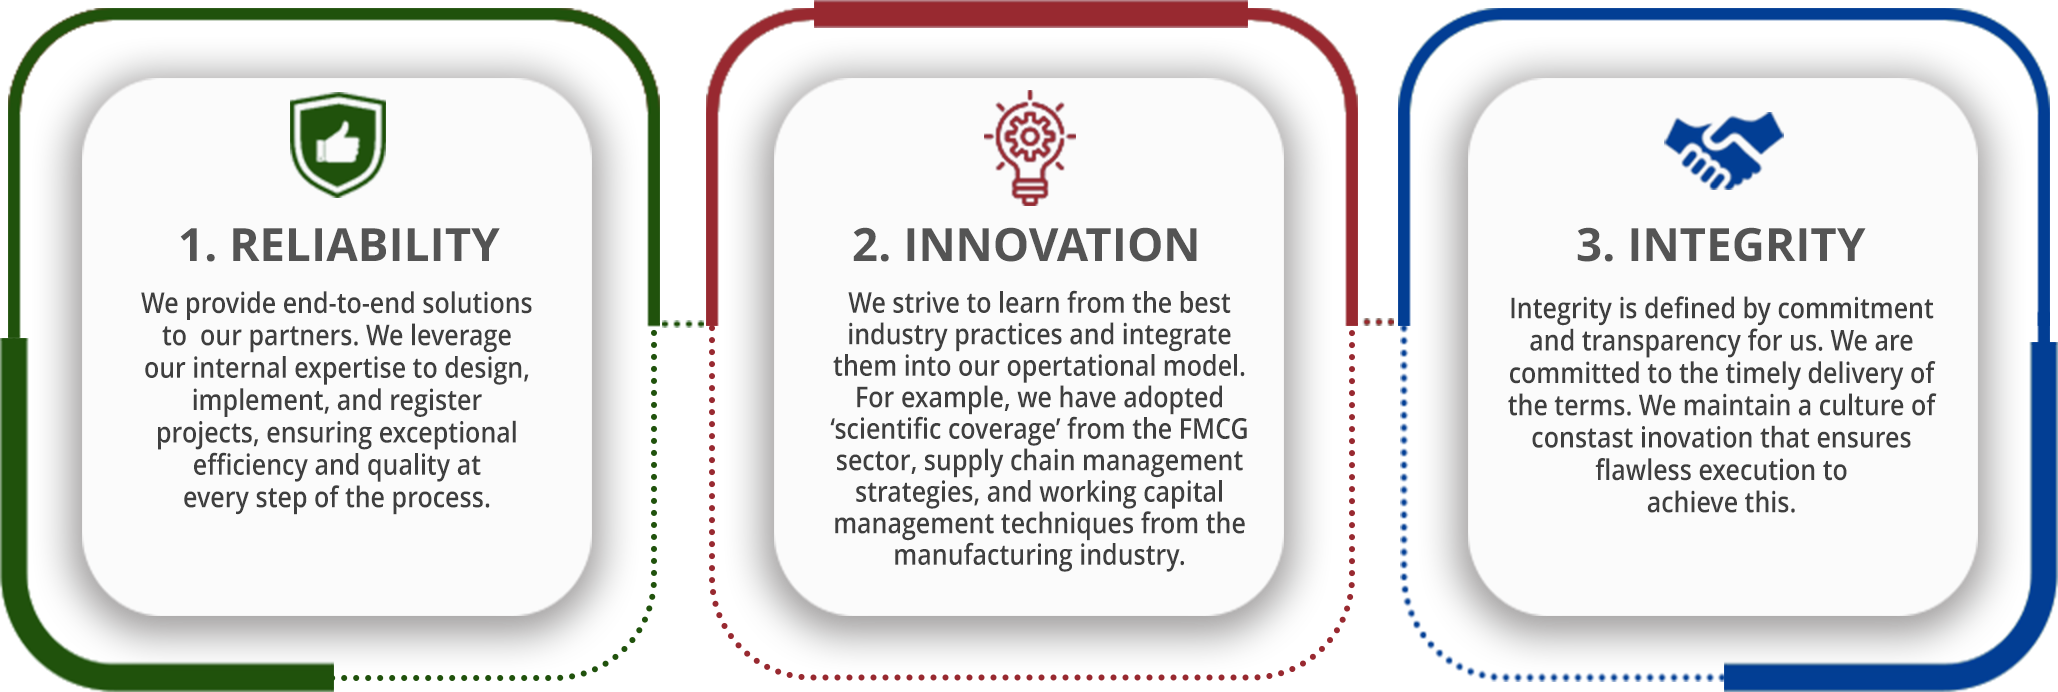 1. RELIABILITY
We provide end-to-end solutions
to  our partners. We leverage
our internal expertise to design,
implement, and register
projects, ensuring exceptional
efficiency and quality at
every step of the process.
2. INNOVATION
We strive to learn from the best
industry practices and integrate
them into our opertational model.
For example, we have adopted
‘scientific coverage’ from the FMCG
sector, supply chain management
strategies, and working capital
management techniques from the
manufacturing industry.
3. INTEGRITY
Integrity is defined by commitment
and transparency for us. We are
committed to the timely delivery of
the terms. We maintain a culture of
constast inovation that ensures
flawless execution to
achieve this.